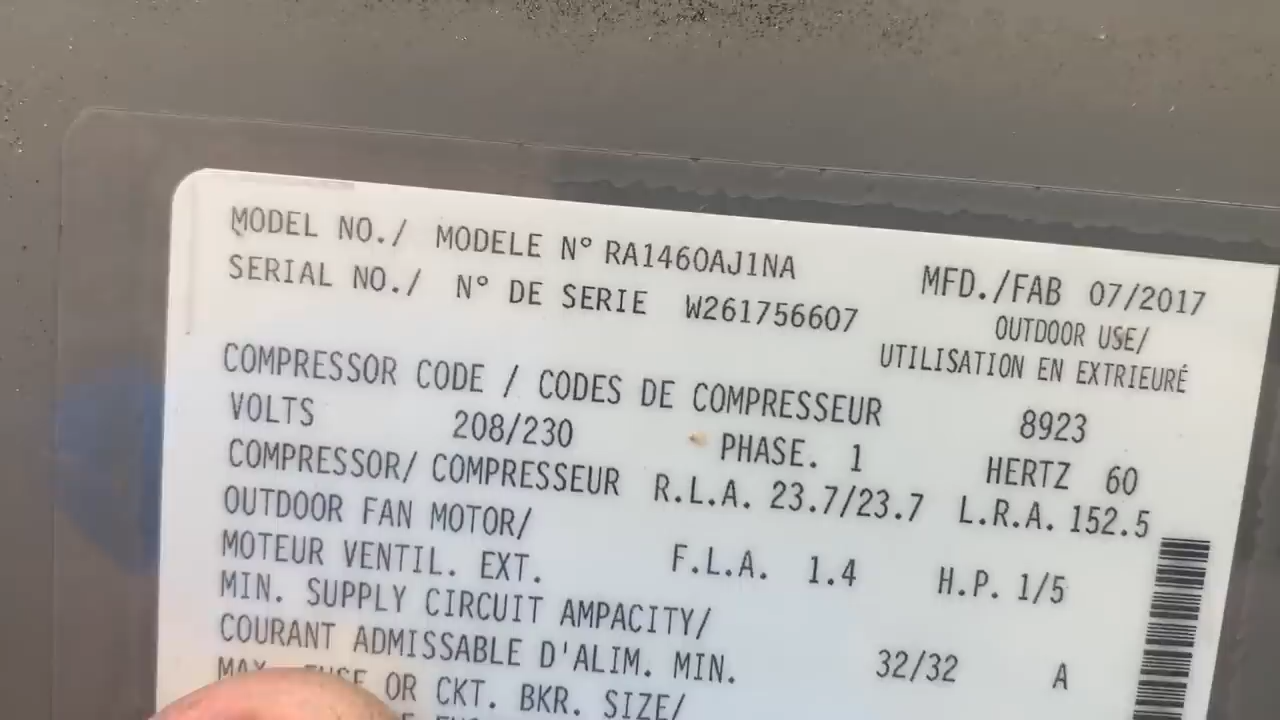 MODEL NO./ MODELE N° RA1460AJ1NA
SERIAL NO./ N° DE SERIE W261756607
MFD./FAB 07/2017
OUTDOOR USE/
UTILISATION EN EXTRIEURÉ
COMPRESSOR CODE / CODES DE COMPRESSEUR 8923
VOLTS 208/230 PHASE. 1 HERTZ 60
COMPRESSOR/ COMPRESSEUR R.L.A. 23.7/23.7 L.R.A. 152.5
OUTDOOR FAN MOTOR/
MOTEUR VENTIL. EXT. F.L.A. 1.4 H.P. 1/5
MIN. SUPPLY CIRCUIT AMPACITY/
COURANT ADMISSABLE D'ALIM. MIN. 32/32 A
MAX. FUSE OR CKT. BKR. SIZE/